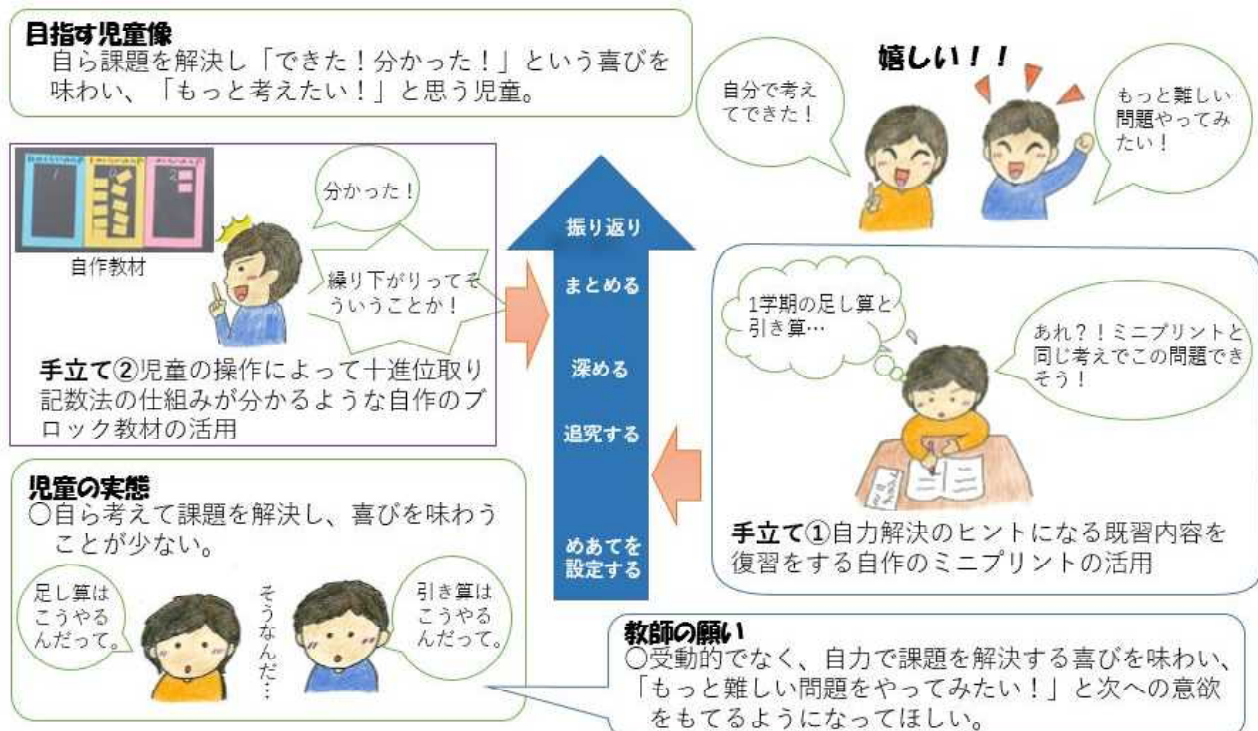 目指す児童像
自ら課題を解決し「できた！分かった！」という喜びを
味わい、「もっと考えたい！」と思う児童。
嬉しい！！
自分で考え
てできた！
もっと難しい
問題やってみ
たい！
自作教材
分かった！
繰り下がりってそ
ういうことか！
手立て②児童の操作によって十進位取り
記数法の仕組みが分かるような自作のブ
ロック教材の活用
振り返り
まとめる
深める
追究する
めあてを
設定する
1学期の足し算と
引き算…
あれ？！ミニプリントと
同じ考えでこの問題でき
そう！
手立て①自力解決のヒントになる既習内容を
復習をする自作のミニプリントの活用
児童の実態
○自ら考えて課題を解決し、喜びを味わう
ことが少ない。
足し算は
こうやる
んだって。
そうなんだ…
引き算は
こうやる
んだって。
教師の願い
○受動的でなく、自力で課題を解決する喜びを味わい、
「もっと難しい問題をやってみたい！」と次への意欲
をもてるようになってほしい。